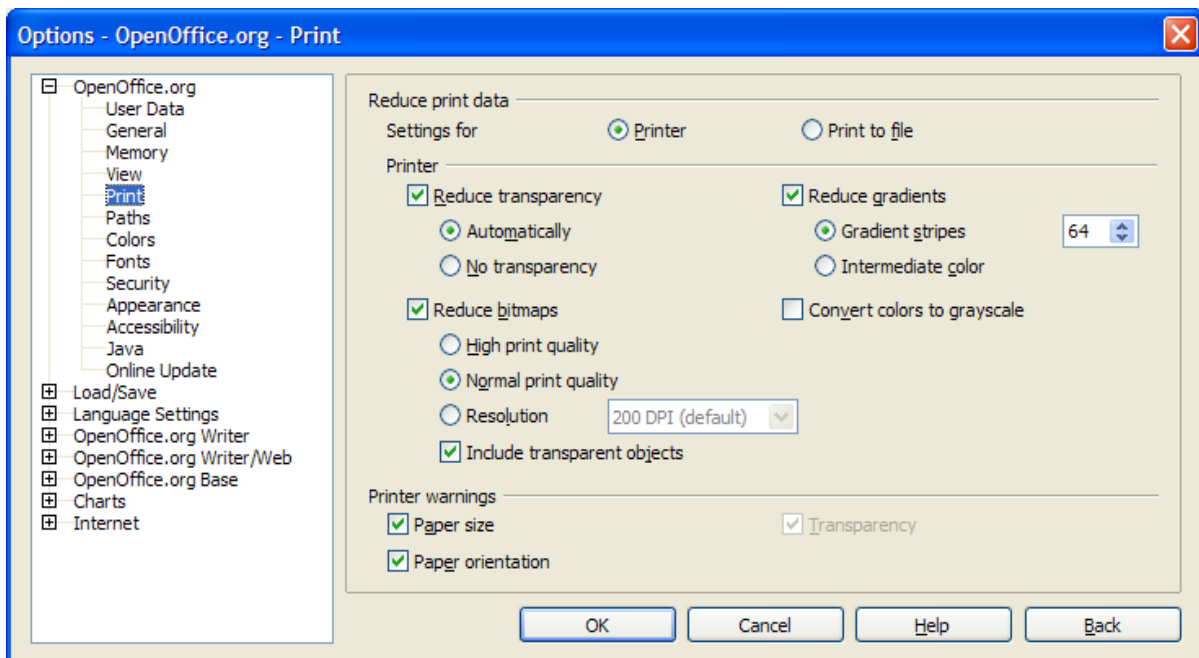 Options - OpenOffice.org - Print
OpenOffice.org
User Data
General
Memory
View
Print
Paths
Colors
Fonts
Security
Appearance
Accessibility
Java
Online Update
Load/Save
Language Settings
OpenOffice.org Writer
OpenOffice.org Writer/Web
OpenOffice.org Base
Charts
Internet
Reduce print data
Settings for Printer Print to file
Printer
Reduce transparency Reduce gradients
Automatically Gradient stripes 64
No transparency Intermediate color
Reduce bitmaps Convert colors to grayscale
High print quality
Normal print quality
Resolution 200 DPI (default)
Include transparent objects
Printer warnings
Paper size Transparency
Paper orientation
OK Cancel Help Back